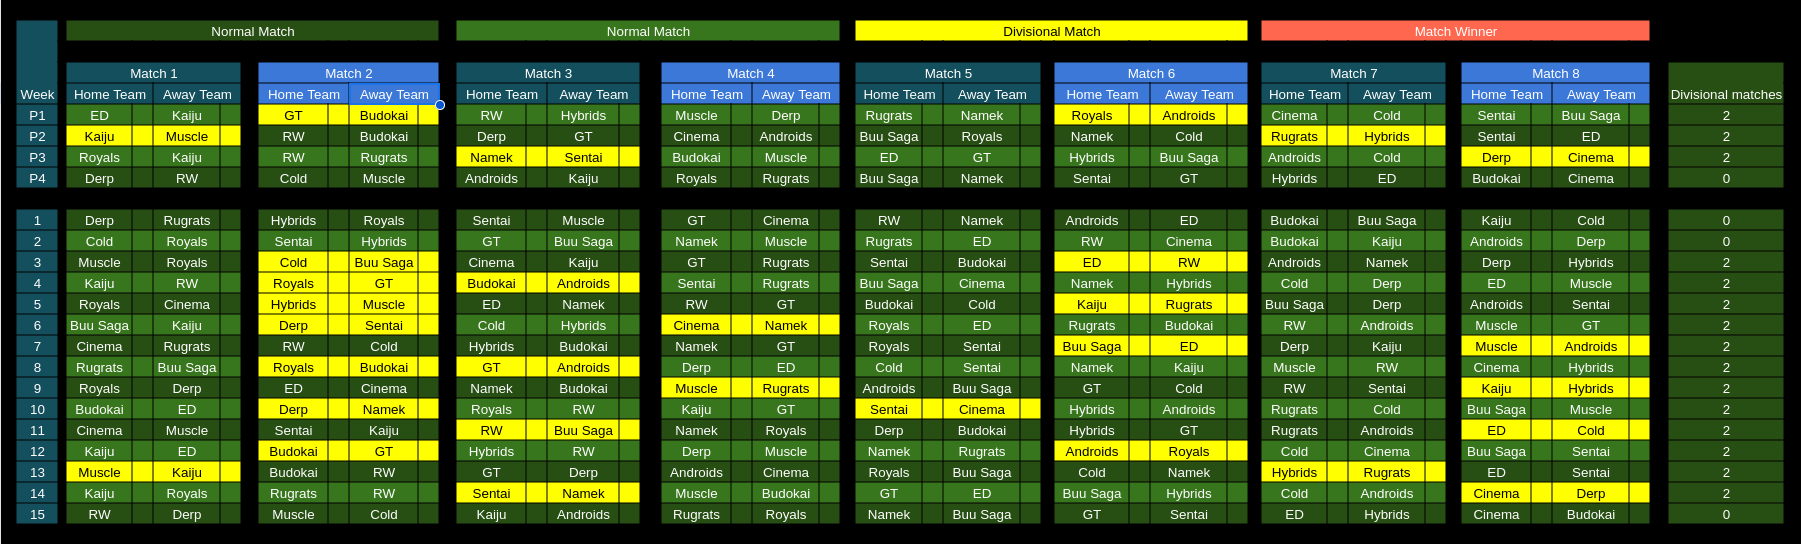 Normal Match Normal Match Divisional Match Match Winner
Match 1 Match 2 Match 3 Match 4 Match 5 Match 6 Match 7 Match 8
Week Home Team Away Team Home Team Away Team Home Team Away Team Home Team Away Team Home Team Away Team Home Team Away Team Home Team Away Team Home Team Away Team Divisional matches
P1 ED Kaiju GT Budokai RW Hybrids Muscle Derp Rugrats Namek Royals Androids Cinema Cold Sentai Buu Saga 2
P2 Kaiju Muscle RW Budokai Derp GT Cinema Androids Buu Saga Royals Namek Cold Rugrats Hybrids Sentai ED 2
P3 Royals Kaiju RW Rugrats Namek Sentai Budokai Muscle ED GT Hybrids Buu Saga Androids Cold Derp Cinema 2
P4 Derp RW Cold Muscle Androids Kaiju Royals Rugrats Buu Saga Namek Sentai GT Hybrids ED Budokai Cinema 0
1 Derp Rugrats Hybrids Royals Sentai Muscle GT Cinema RW Namek Androids ED Budokai Buu Saga Kaiju Cold 0
2 Cold Royals Sentai Hybrids GT Buu Saga Namek Muscle Rugrats ED RW Cinema Budokai Kaiju Androids Derp 0
3 Muscle Royals Cold Buu Saga Cinema Kaiju GT Rugrats Sentai Budokai ED RW Androids Namek Derp Hybrids 2
4 Kaiju RW Royals GT Budokai Androids Sentai Rugrats Buu Saga Cinema Namek Hybrids Cold Derp ED Muscle 2
5 Royals Cinema Hybrids Muscle ED Namek RW GT Budokai Cold Kaiju Rugrats Buu Saga Derp Androids Sentai 2
6 Buu Saga Kaiju Derp Sentai Cold Hybrids Cinema Namek Royals ED Rugrats Budokai RW Androids Muscle GT 2
7 Cinema Rugrats RW Cold Hybrids Budokai Namek GT Royals Sentai Buu Saga ED Derp Kaiju Muscle Androids 2
8 Rugrats Buu Saga Royals Budokai GT Androids Derp ED Cold Sentai Namek Kaiju Muscle RW Cinema Hybrids 2
9 Royals Derp ED Cinema Namek Budokai Muscle Rugrats Androids Buu Saga GT Cold RW Sentai Kaiju Hybrids 2
10 Budokai ED Derp Namek Royals RW Kaiju GT Sentai Cinema Hybrids Androids Rugrats Cold Buu Saga Muscle 2
11 Cinema Muscle Sentai Kaiju RW Buu Saga Namek Royals Derp Budokai Hybrids GT Rugrats Androids ED Cold 2
12 Kaiju ED Budokai GT Hybrids RW Derp Muscle Namek Rugrats Androids Royals Cold Cinema Buu Saga Sentai 2
13 Muscle Kaiju Budokai RW GT Derp Androids Cinema Royals Buu Saga Cold Namek Hybrids Rugrats ED Sentai 2
14 Kaiju Royals Rugrats RW Sentai Namek Muscle Budokai GT ED Buu Saga Hybrids Cold Androids Cinema Derp 2
15 RW Derp Muscle Cold Kaiju Androids Rugrats Royals Namek Buu Saga GT Sentai ED Hybrids Cinema Budokai 0